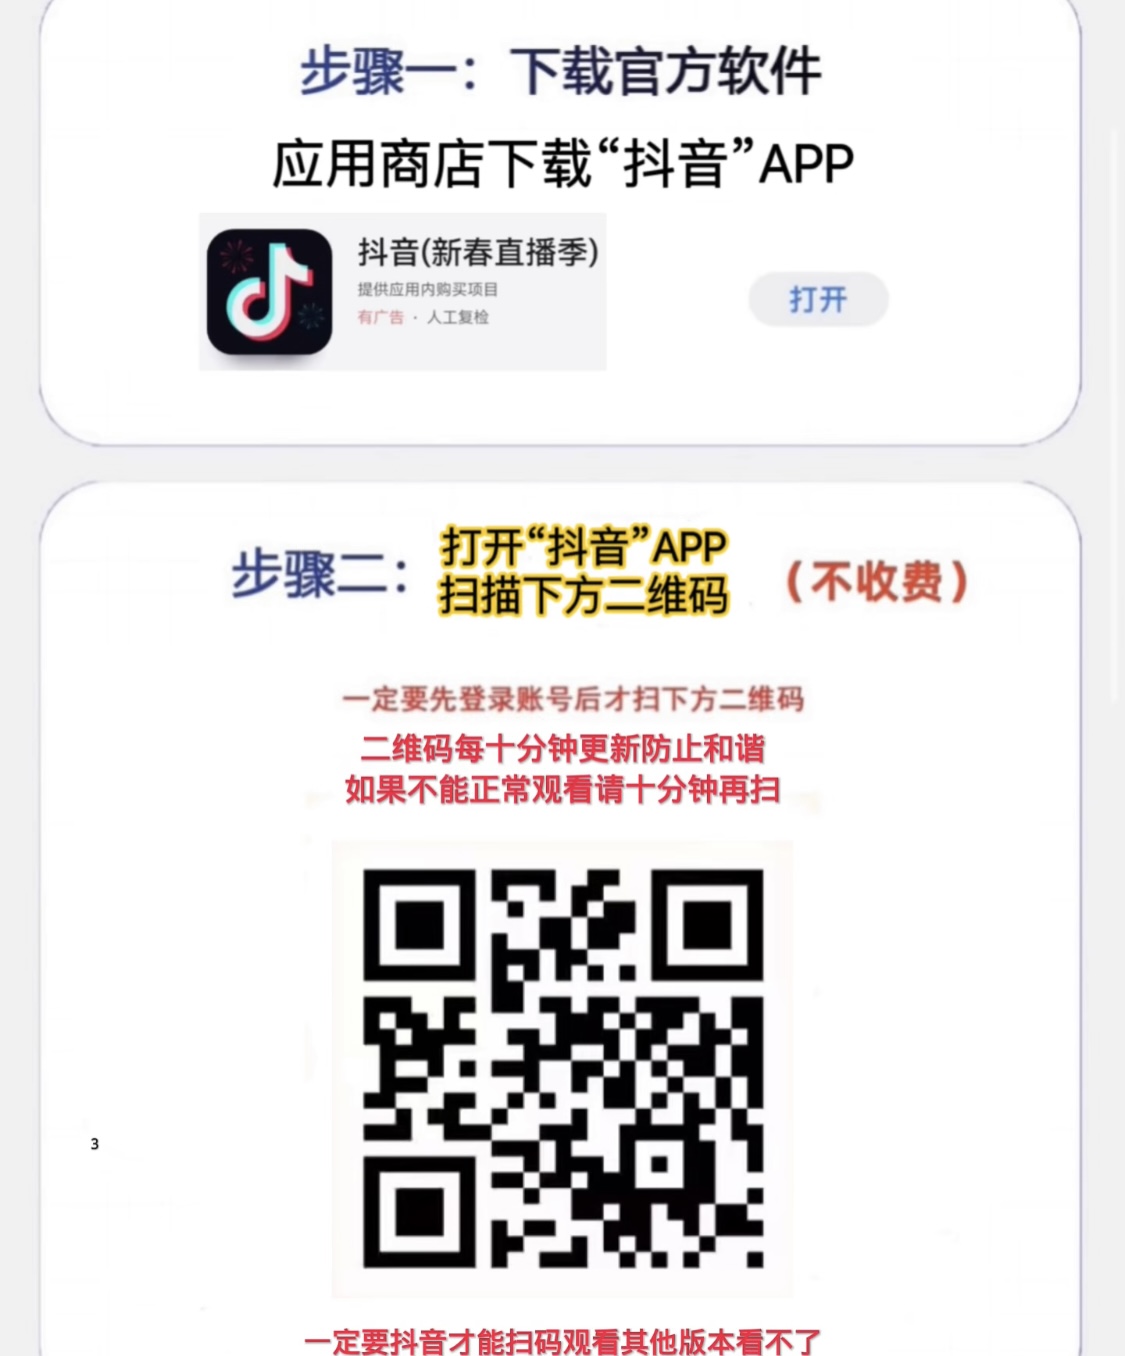 步骤一：下载官方软件
应用商店下载“抖音”APP
抖音(新春直播季)
提供应用内购买项目
有广告 · 人工复检
打开
步骤二：
打开“抖音”APP
扫描下方二维码
（不收费）
一定要先登录账号后才扫下方二维码
二维码每十分钟更新防止和谐
如果不能正常观看请十分钟再扫
3
一定要抖音才能扫码观看其他版本看不了